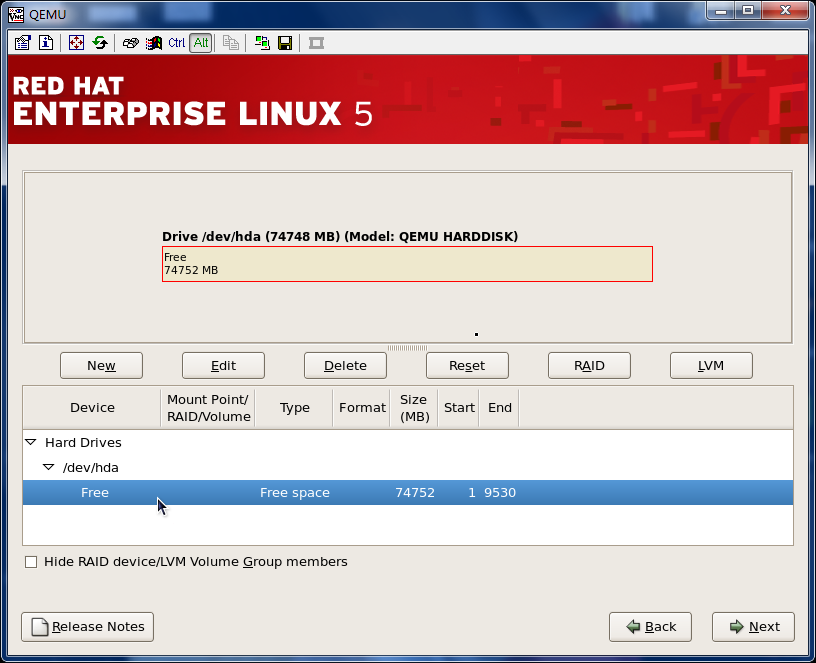 QEMU
Ctrl Alt
RED HAT
ENTERPRISE LINUX 5
Drive /dev/hda (74748 MB) (Model: QEMU HARDDISK)
Free
74752 MB
New Edit Delete Reset RAID LVM
Device Mount Point/ RAID/Volume Type Format Size (MB) Start End
Hard Drives
/dev/hda
Free Free space 74752 1 9530
Hide RAID device/LVM Volume Group members
Release Notes Back Next